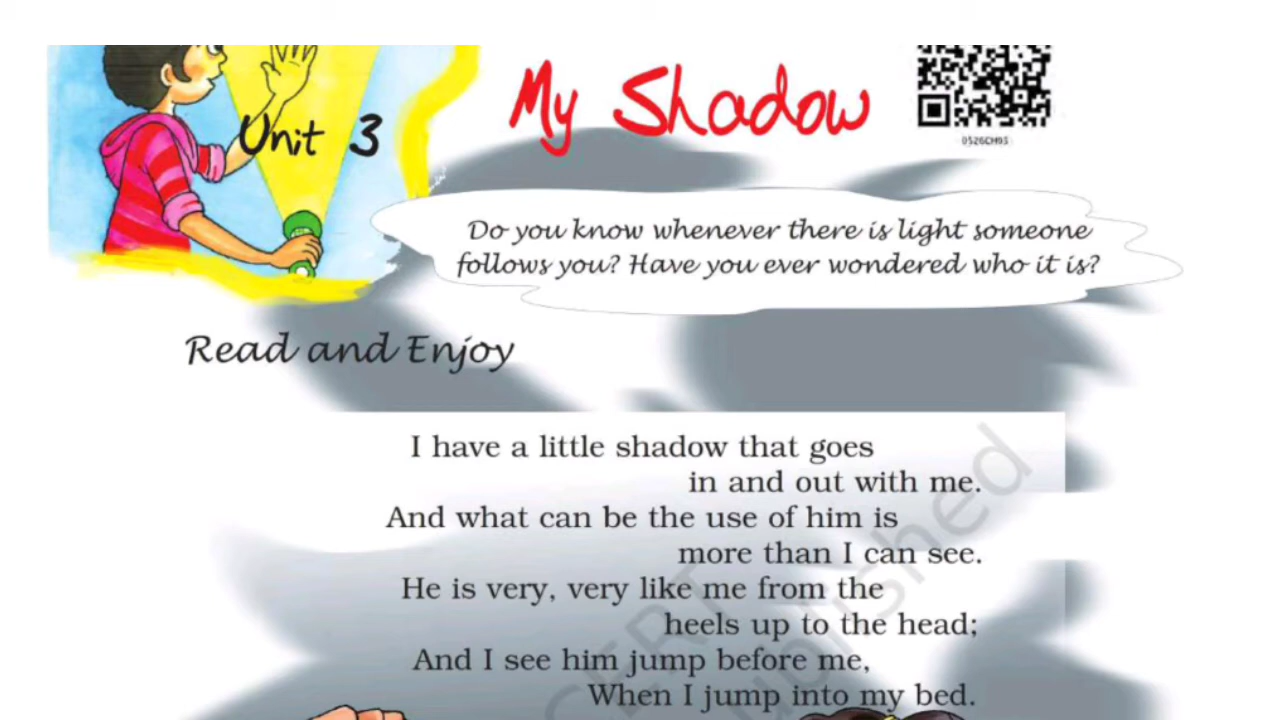 Unit 3
My Shadow
0526CH05
Do you know whenever there is light someone
follows you? Have you ever wondered who it is?
Read and Enjoy
I have a little shadow that goes
in and out with me.
And what can be the use of him is
more than I can see.
He is very, very like me from the
heels up to the head;
And I see him jump before me,
When I jump into my bed.